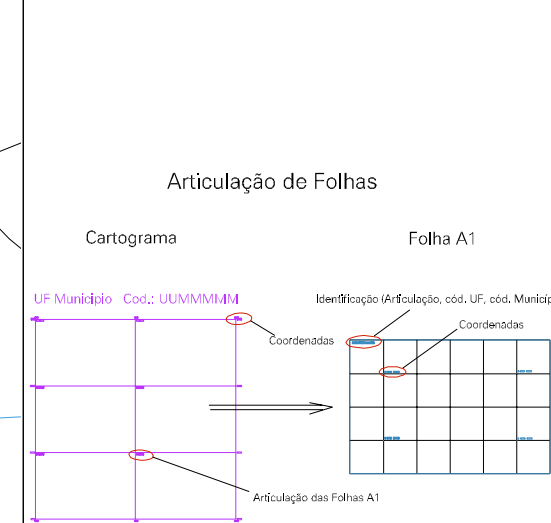 Articulação de Folhas
Cartograma
Folha A1
UF Municipio Cod.: UUMMMMM
Identificação (Articulação, cód. UF, cód. Municíp
Coordenadas
Coordenadas
Articulação das Folhas A1